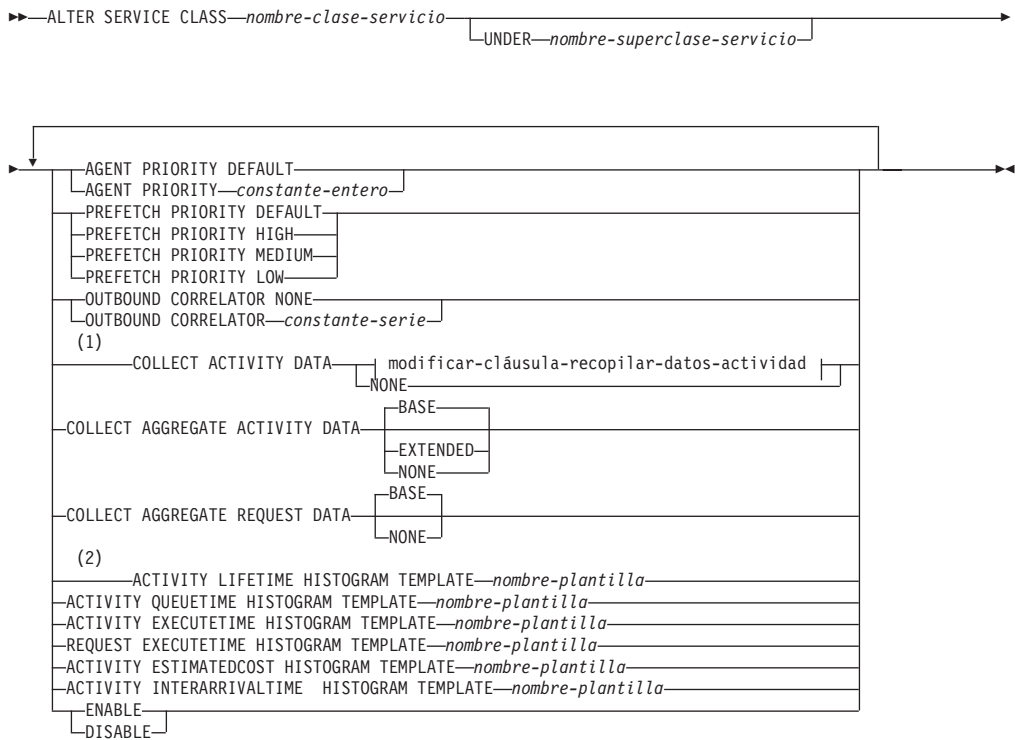 ALTER SERVICE CLASS nombre-clase-servicio
UNDER nombre-superclase-servicio
AGENT PRIORITY DEFAULT
AGENT PRIORITY constante-entero
PREFETCH PRIORITY DEFAULT
PREFETCH PRIORITY HIGH
PREFETCH PRIORITY MEDIUM
PREFETCH PRIORITY LOW
OUTBOUND CORRELATOR NONE
OUTBOUND CORRELATOR constante-serie
(1)
COLLECT ACTIVITY DATA modificar-cláusula-recopilar-datos-actividad
NONE
BASE
COLLECT AGGREGATE ACTIVITY DATA
EXTENDED
NONE
BASE
COLLECT AGGREGATE REQUEST DATA
NONE
(2)
ACTIVITY LIFETIME HISTOGRAM TEMPLATE nombre-plantilla
ACTIVITY QUEUETIME HISTOGRAM TEMPLATE nombre-plantilla
ACTIVITY EXECUTETIME HISTOGRAM TEMPLATE nombre-plantilla
REQUEST EXECUTETIME HISTOGRAM TEMPLATE nombre-plantilla
ACTIVITY ESTIMATEDCOST HISTOGRAM TEMPLATE nombre-plantilla
ACTIVITY INTERARRIVALTIME HISTOGRAM TEMPLATE nombre-plantilla
ENABLE
DISABLE